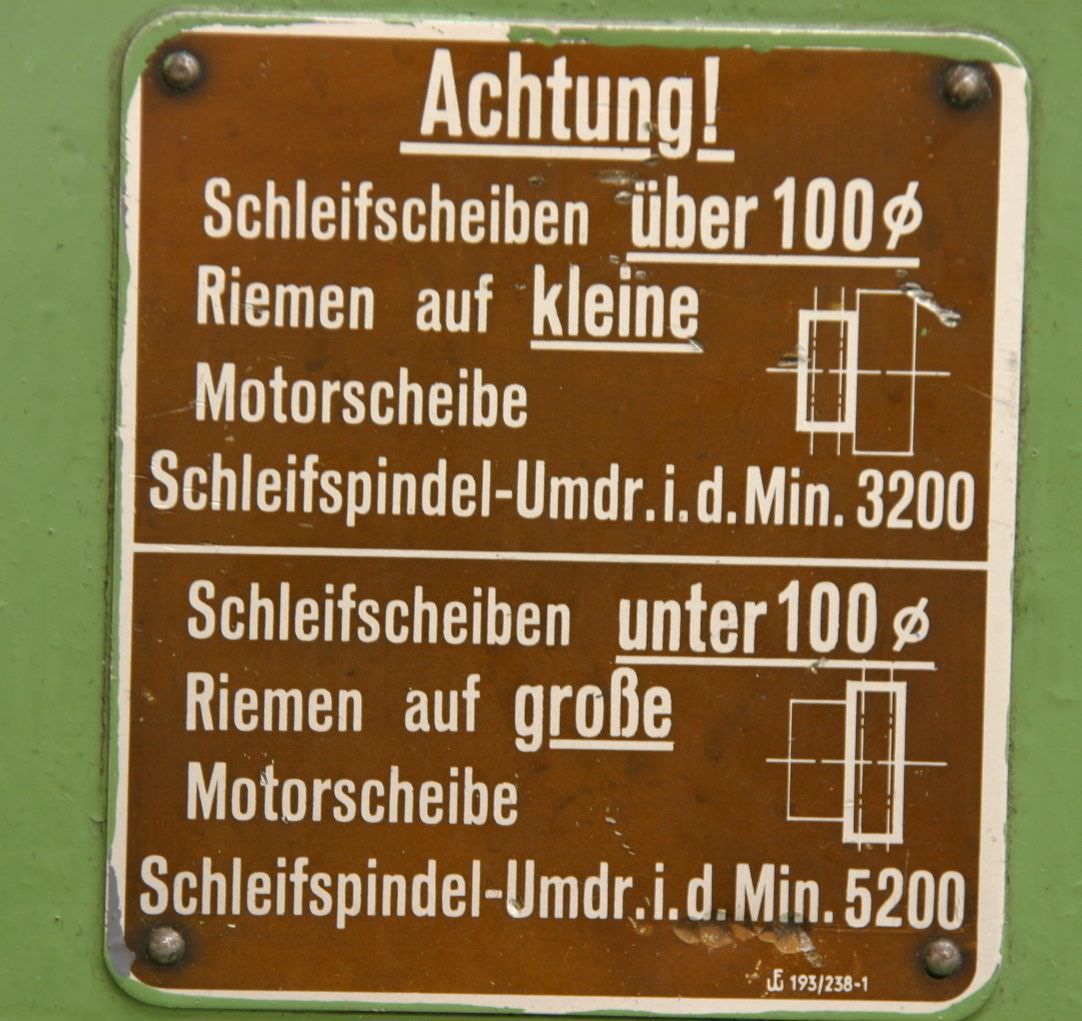 Achtung!
Schleifscheiben über 100 ⌀
Riemen auf kleine
Motorscheibe
Schleifspindel-Umdr.i.d.Min. 3200
Schleifscheiben unter 100 ⌀
Riemen auf große
Motorscheibe
Schleifspindel-Umdr.i.d.Min. 5200
193/238-1